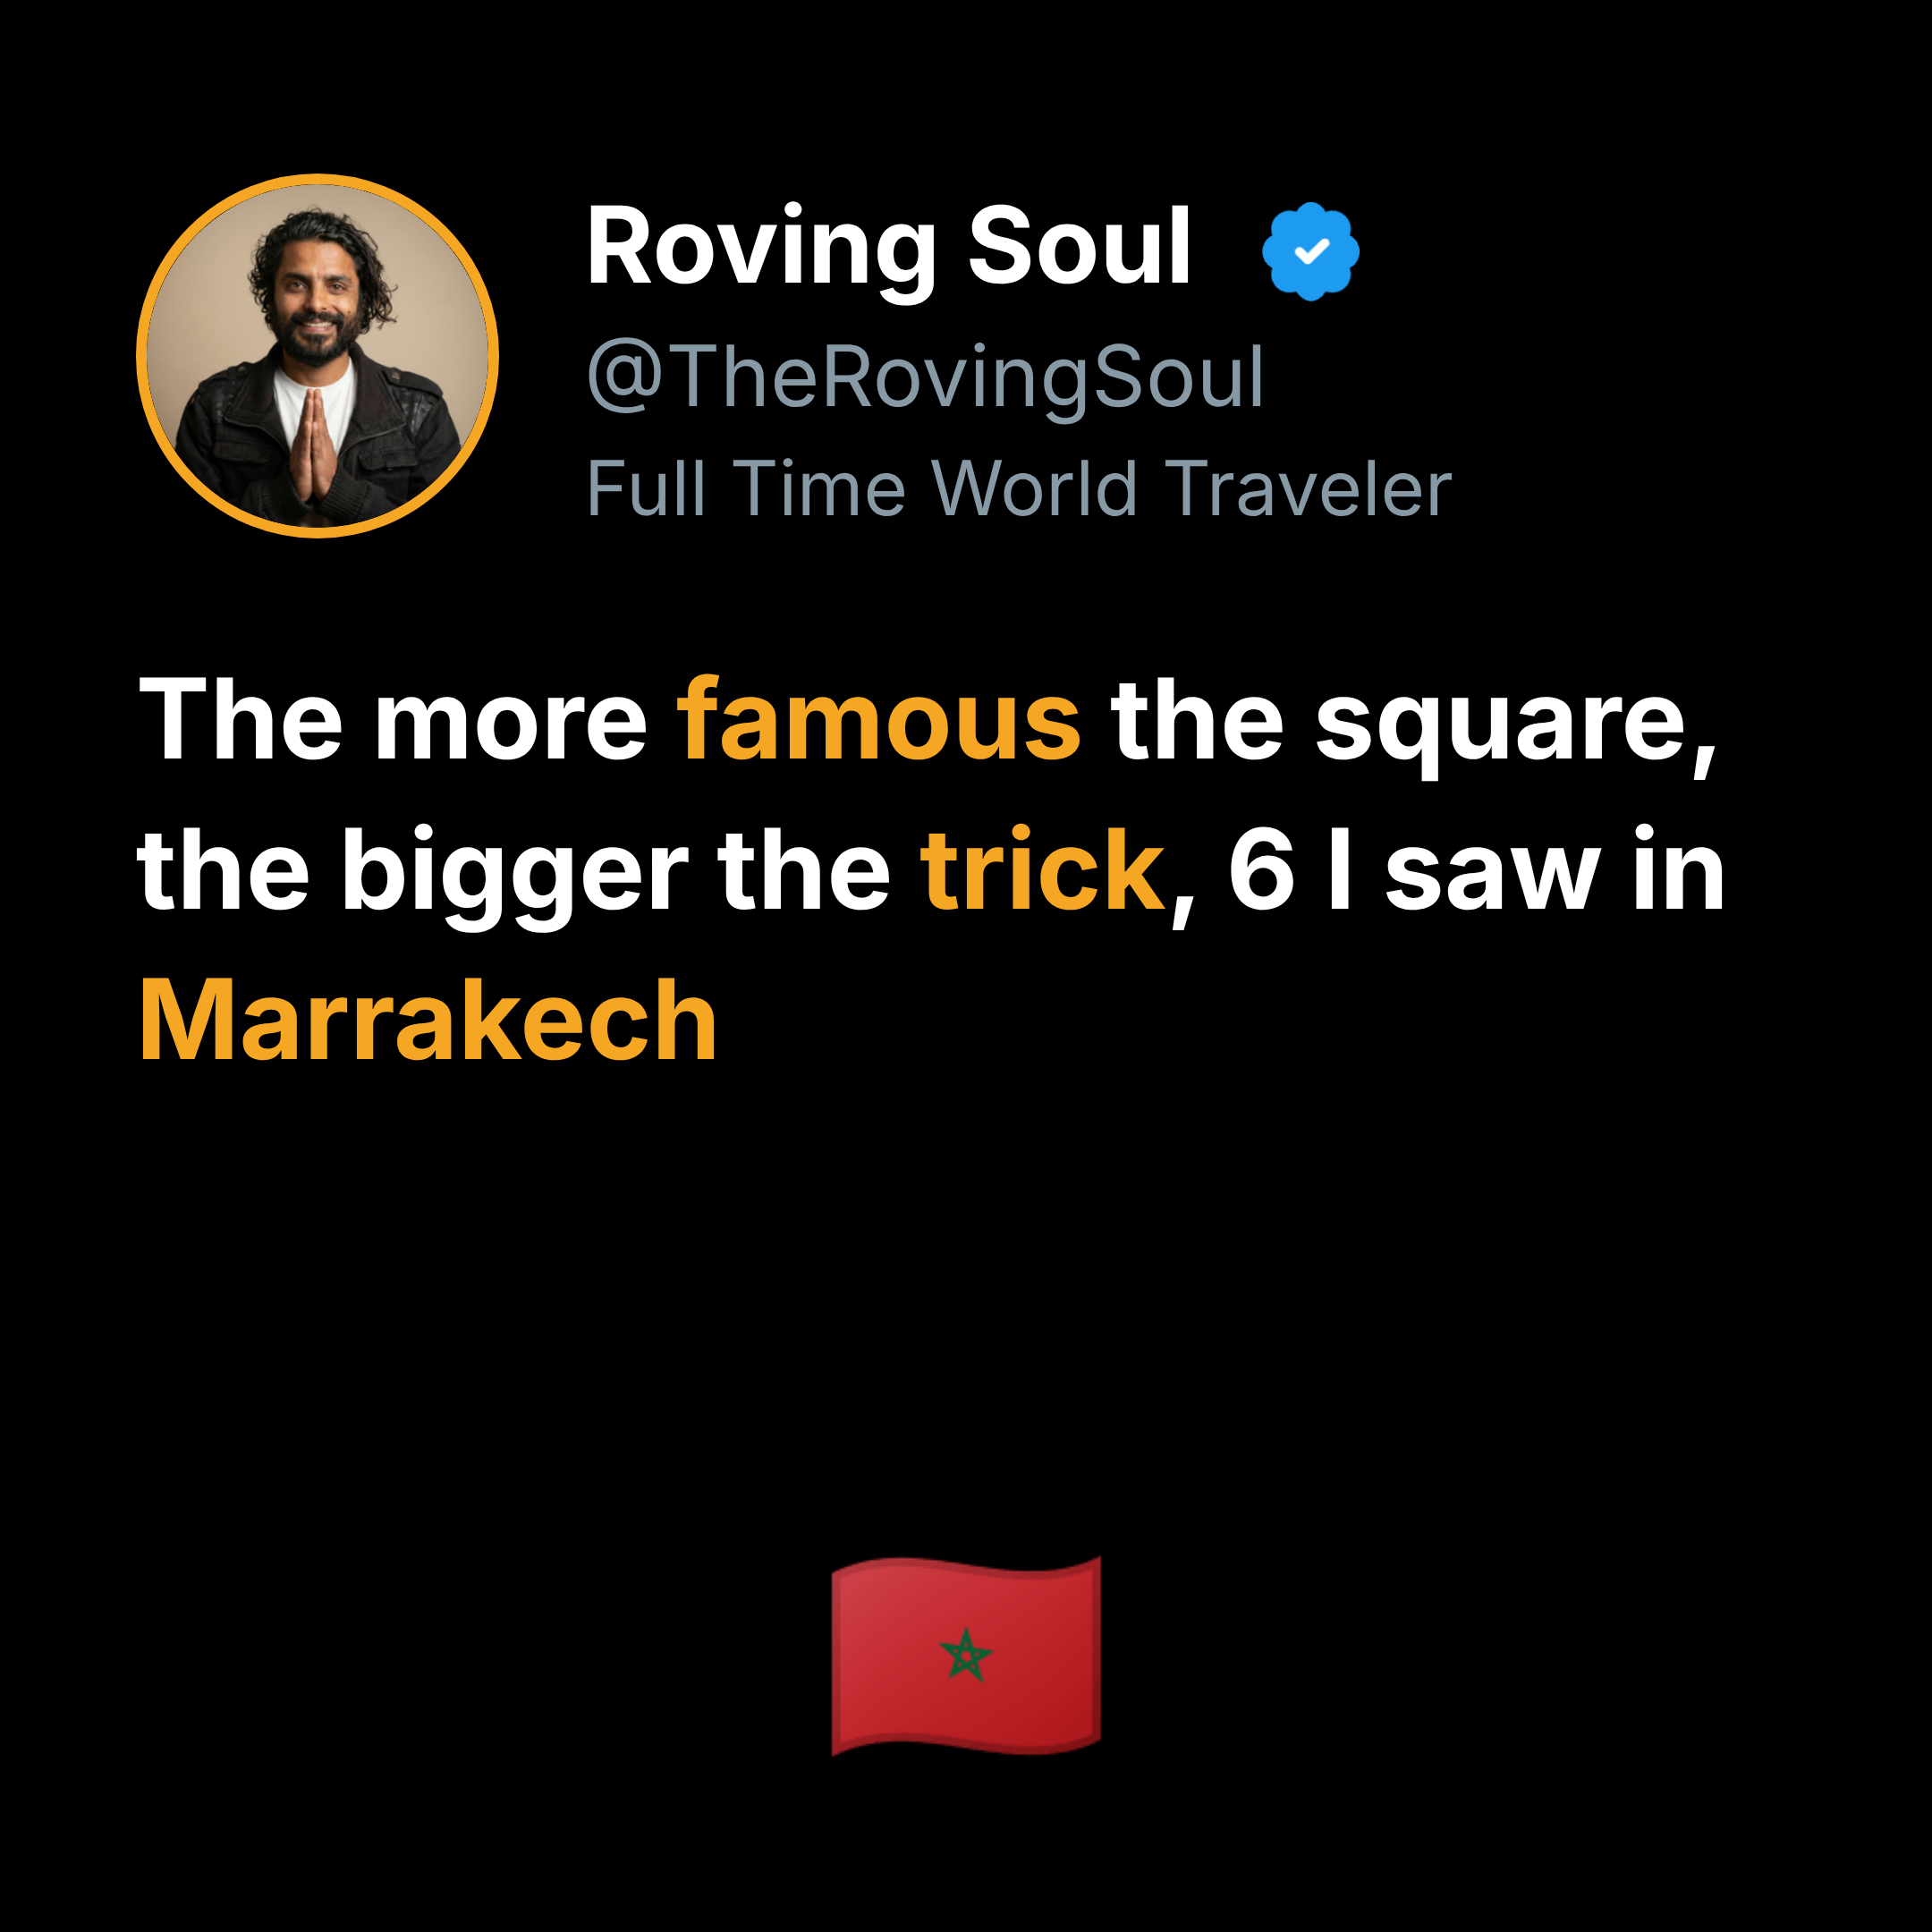 Roving Soul
@TheRovingSoul
Full Time World Traveler
The more famous the square,
the bigger the trick, 6 I saw in
Marrakech